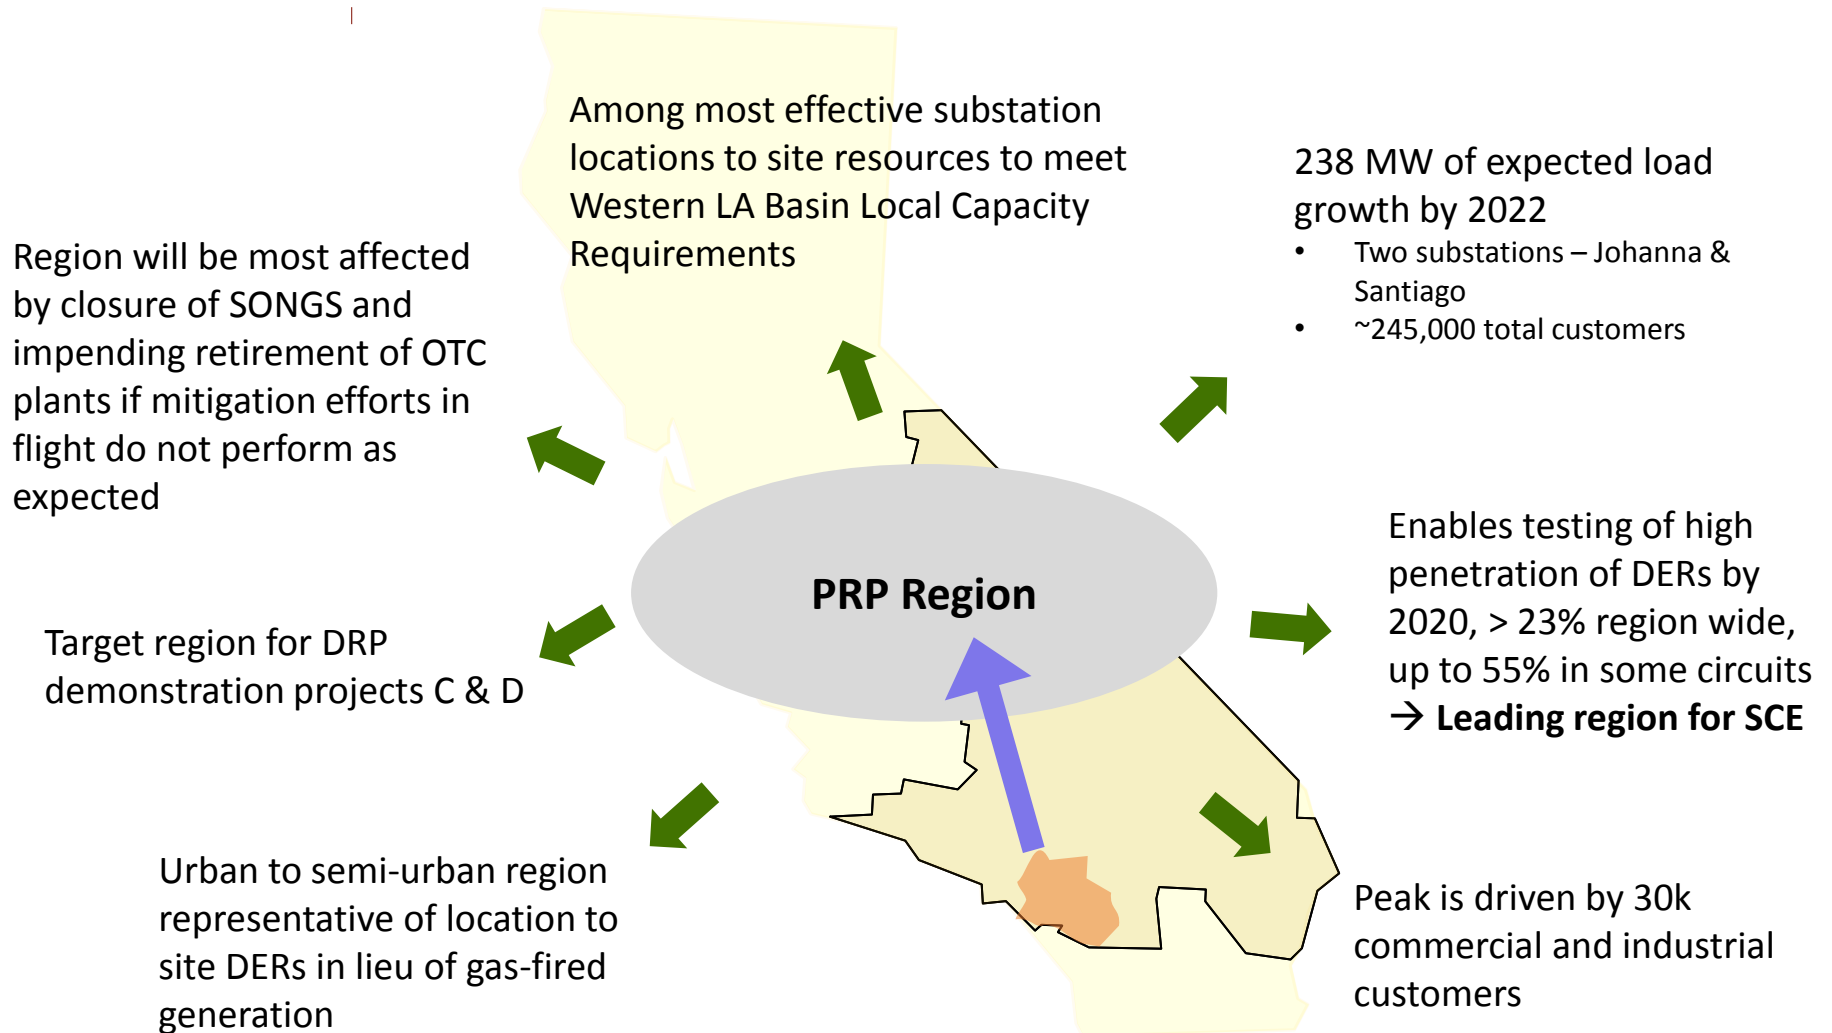 Among most effective substation
locations to site resources to meet
Western LA Basin Local Capacity
Requirements
238 MW of expected load
growth by 2022
• Two substations – Johanna &
Santiago
• ~245,000 total customers
Region will be most affected
by closure of SONGS and
impending retirement of OTC
plants if mitigation efforts in
flight do not perform as
expected
PRP Region
Enables testing of high
penetration of DERs by
2020, > 23% region wide,
up to 55% in some circuits
→ Leading region for SCE
Target region for DRP
demonstration projects C & D
Urban to semi-urban region
representative of location to
site DERs in lieu of gas-fired
generation
Peak is driven by 30k
commercial and industrial
customers